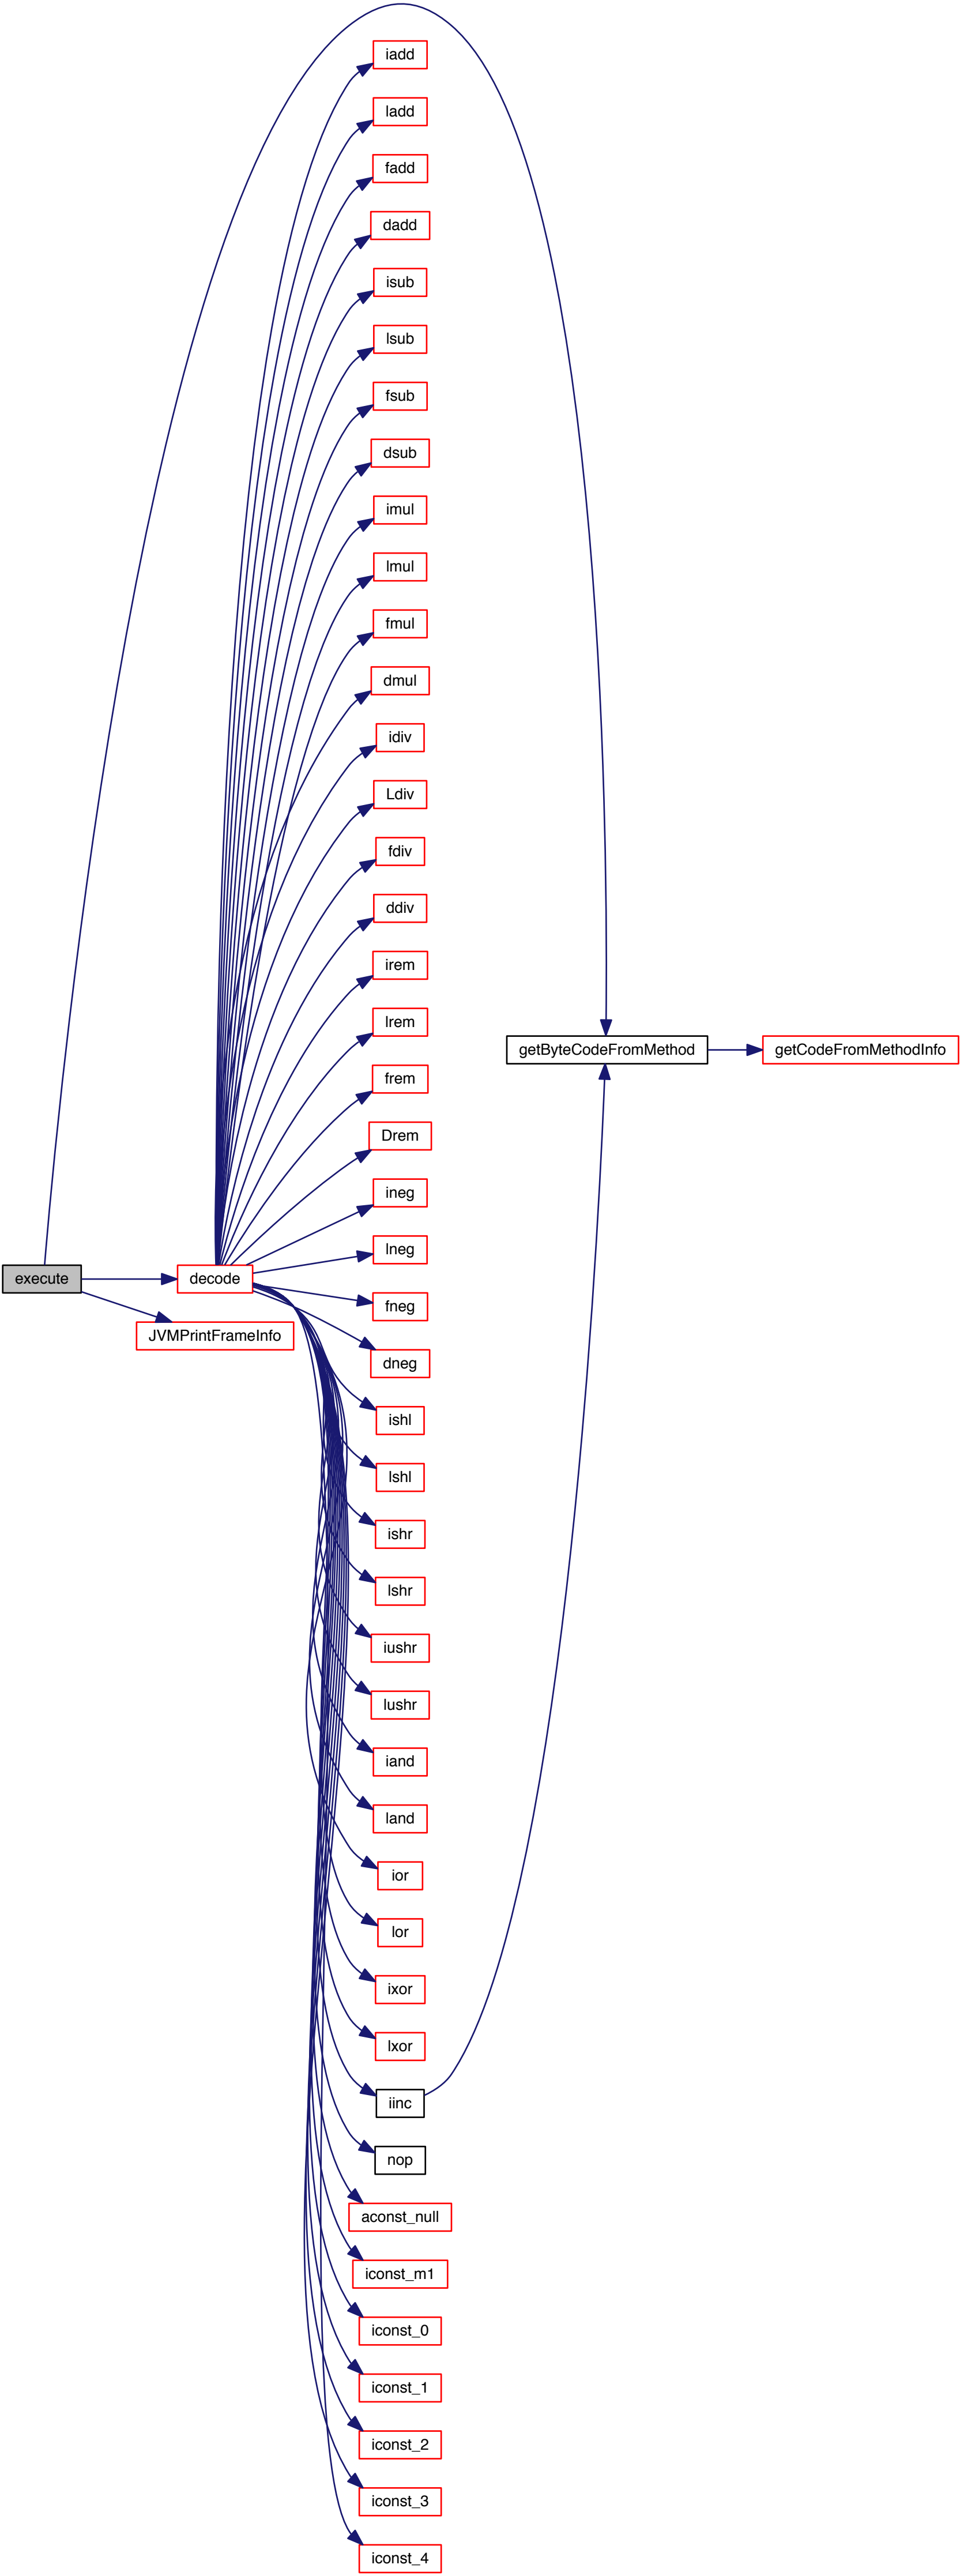 iadd
ladd
fadd
dadd
isub
lsub
fsub
dsub
imul
lmul
fmul
dmul
idiv
Ldiv
fdiv
ddiv
irem
lrem
frem
getByteCodeFromMethod
getCodeFromMethodInfo
Drem
ineg
lneg
execute
decode
fneg
JVMPrintFrameInfo
dneg
ishl
lshl
ishr
lshr
iushr
lushr
iand
land
ior
lor
ixor
lxor
iinc
nop
aconst_null
iconst_m1
iconst_0
iconst_1
iconst_2
iconst_3
iconst_4